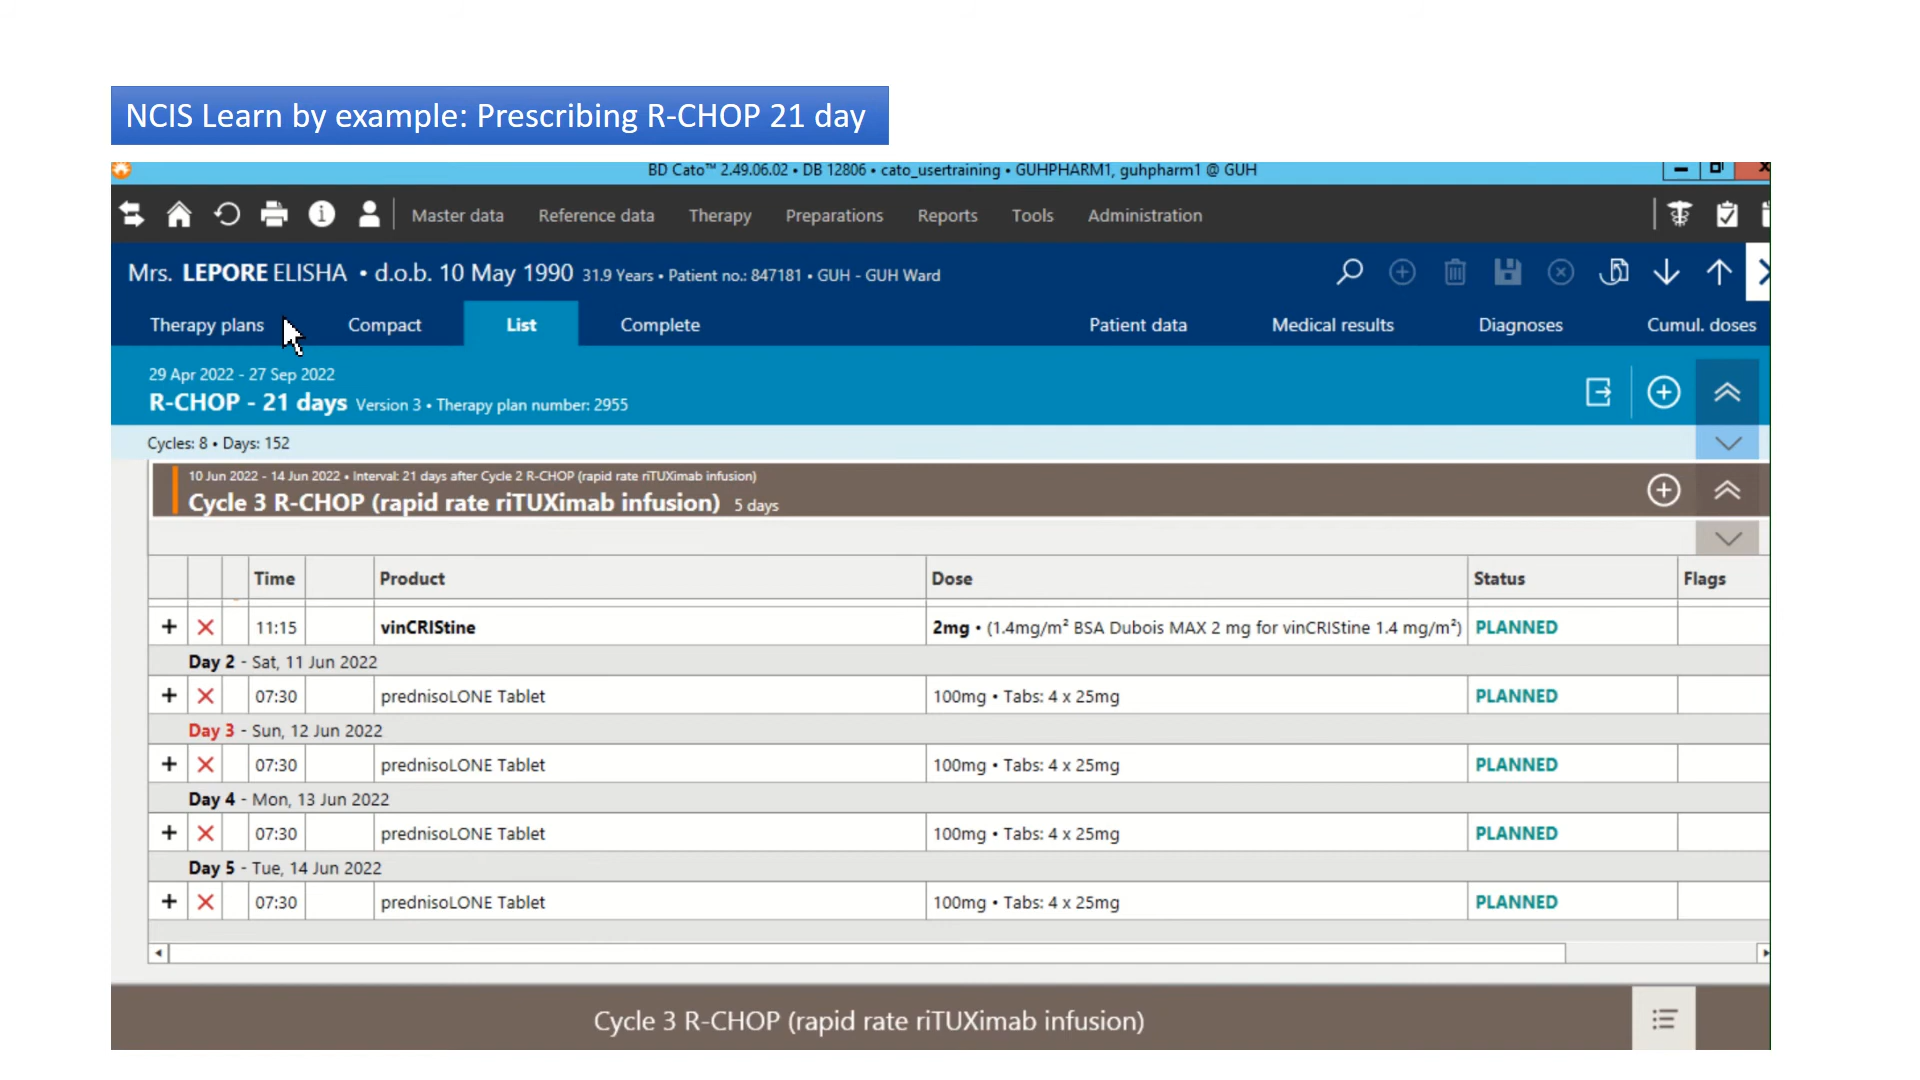 NCIS Learn by example: Prescribing R-CHOP 21 day
BD Cato™ 2.49.06.02 • DB 12806 • cato_usertraining • GUHPHARM1, guhpharm1 @ GUH
Master data Reference data Therapy Preparations Reports Tools Administration
Mrs. LEPORE ELISHA • d.o.b. 10 May 1990 31.9 Years • Patient no.: 847181 • GUH - GUH Ward
Therapy plans Compact List Complete Patient data Medical results Diagnoses Cumul. doses
29 Apr 2022 - 27 Sep 2022
R-CHOP - 21 days Version 3 • Therapy plan number: 2955
Cycles: 8 • Days: 152
10 Jun 2022 - 14 Jun 2022 • Interval: 21 days after Cycle 2 R-CHOP (rapid rate riTUXimab infusion)
Cycle 3 R-CHOP (rapid rate riTUXimab infusion) 5 days
Time Product Dose Status Flags
11:15 vinCRIStine 2mg • (1.4mg/m² BSA Dubois MAX 2 mg for vinCRIStine 1.4 mg/m²) PLANNED
Day 2 - Sat, 11 Jun 2022
07:30 prednisoLONE Tablet 100mg • Tabs: 4 x 25mg PLANNED
Day 3 - Sun, 12 Jun 2022
07:30 prednisoLONE Tablet 100mg • Tabs: 4 x 25mg PLANNED
Day 4 - Mon, 13 Jun 2022
07:30 prednisoLONE Tablet 100mg • Tabs: 4 x 25mg PLANNED
Day 5 - Tue, 14 Jun 2022
07:30 prednisoLONE Tablet 100mg • Tabs: 4 x 25mg PLANNED
Cycle 3 R-CHOP (rapid rate riTUXimab infusion)